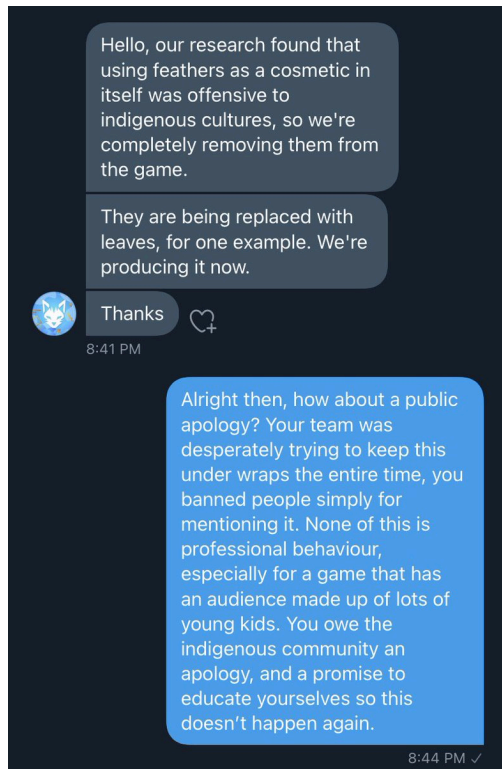 Hello, our research found that
using feathers as a cosmetic in
itself was offensive to
indigenous cultures, so we're
completely removing them from
the game.
They are being replaced with
leaves, for one example. We're
producing it now.
Thanks
8:41 PM
Alright then, how about a public
apology? Your team was
desperately trying to keep this
under wraps the entire time, you
banned people simply for
mentioning it. None of this is
professional behaviour,
especially for a game that has
an audience made up of lots of
young kids. You owe the
indigenous community an
apology, and a promise to
educate yourselves so this
doesn't happen again.
8:44 PM ✓